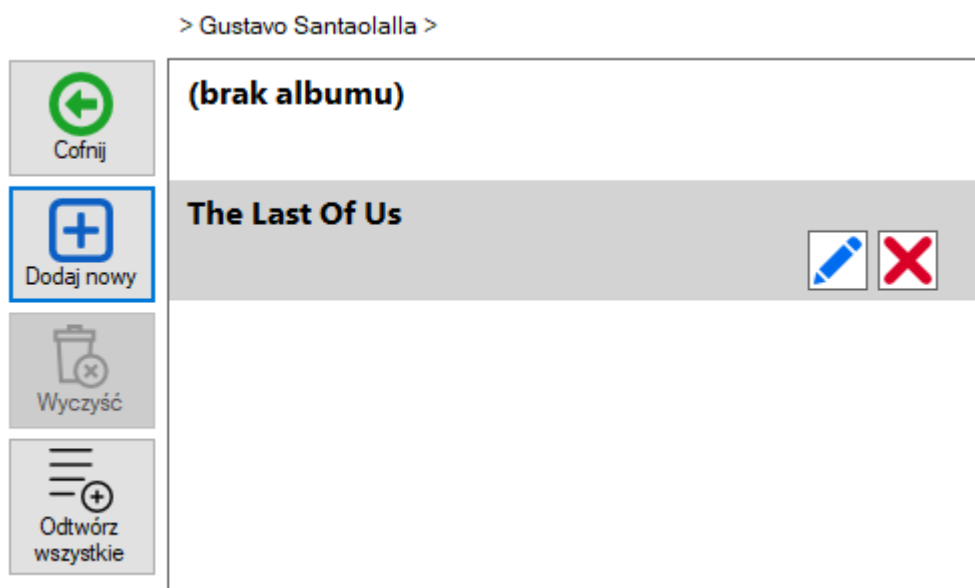 > Gustavo Santaolalla >
Cofnij
Dodaj nowy
Wyczyść
Odtwórz
wszystkie
(brak albumu)
The Last Of Us